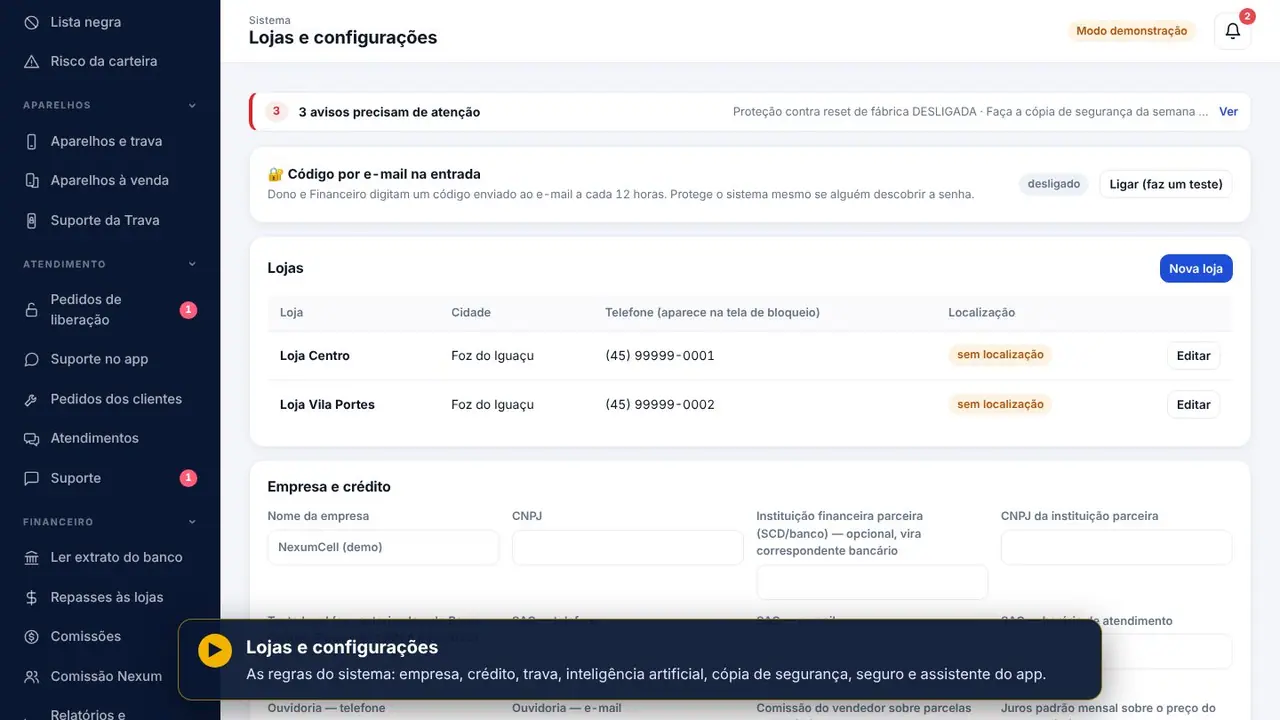 Lista negra
Risco da carteira
APARELHOS
Aparelhos e trava
Aparelhos à venda
Suporte da Trava
ATENDIMENTO
Pedidos de
liberação
1
Suporte no app
Pedidos dos clientes
Atendimentos
Suporte
1
FINANCEIRO
Ler extrato do banco
Repasses às lojas
Comissões
Comissão Nexum
Relatórios e
Sistema
Lojas e configurações
Modo demonstração
2
3
3 avisos precisam de atenção
Proteção contra reset de fábrica DESLIGADA · Faça a cópia de segurança da semana ...
Ver
🔐 Código por e-mail na entrada
Dono e Financeiro digitam um código enviado ao e-mail a cada 12 horas. Protege o sistema mesmo se alguém descobrir a senha.
desligado
Ligar (faz um teste)
Lojas
Nova loja
Loja Cidade Telefone (aparece na tela de bloqueio) Localização
Loja Centro Foz do Iguaçu (45) 99999-0001 sem localização Editar
Loja Vila Portes Foz do Iguaçu (45) 99999-0002 sem localização Editar
Empresa e crédito
Nome da empresa
NexumCell (demo)
CNPJ
Instituição financeira parceira
(SCD/banco) — opcional, vira
correspondente bancário
CNPJ da instituição parceira
atendimento
Lojas e configurações
As regras do sistema: empresa, crédito, trava, inteligência artificial, cópia de segurança, seguro e assistente do app.
Ouvidoria — telefone
Ouvidoria — e-mail
Comissão do vendedor sobre parcelas
Juros padrão mensal sobre o preço do